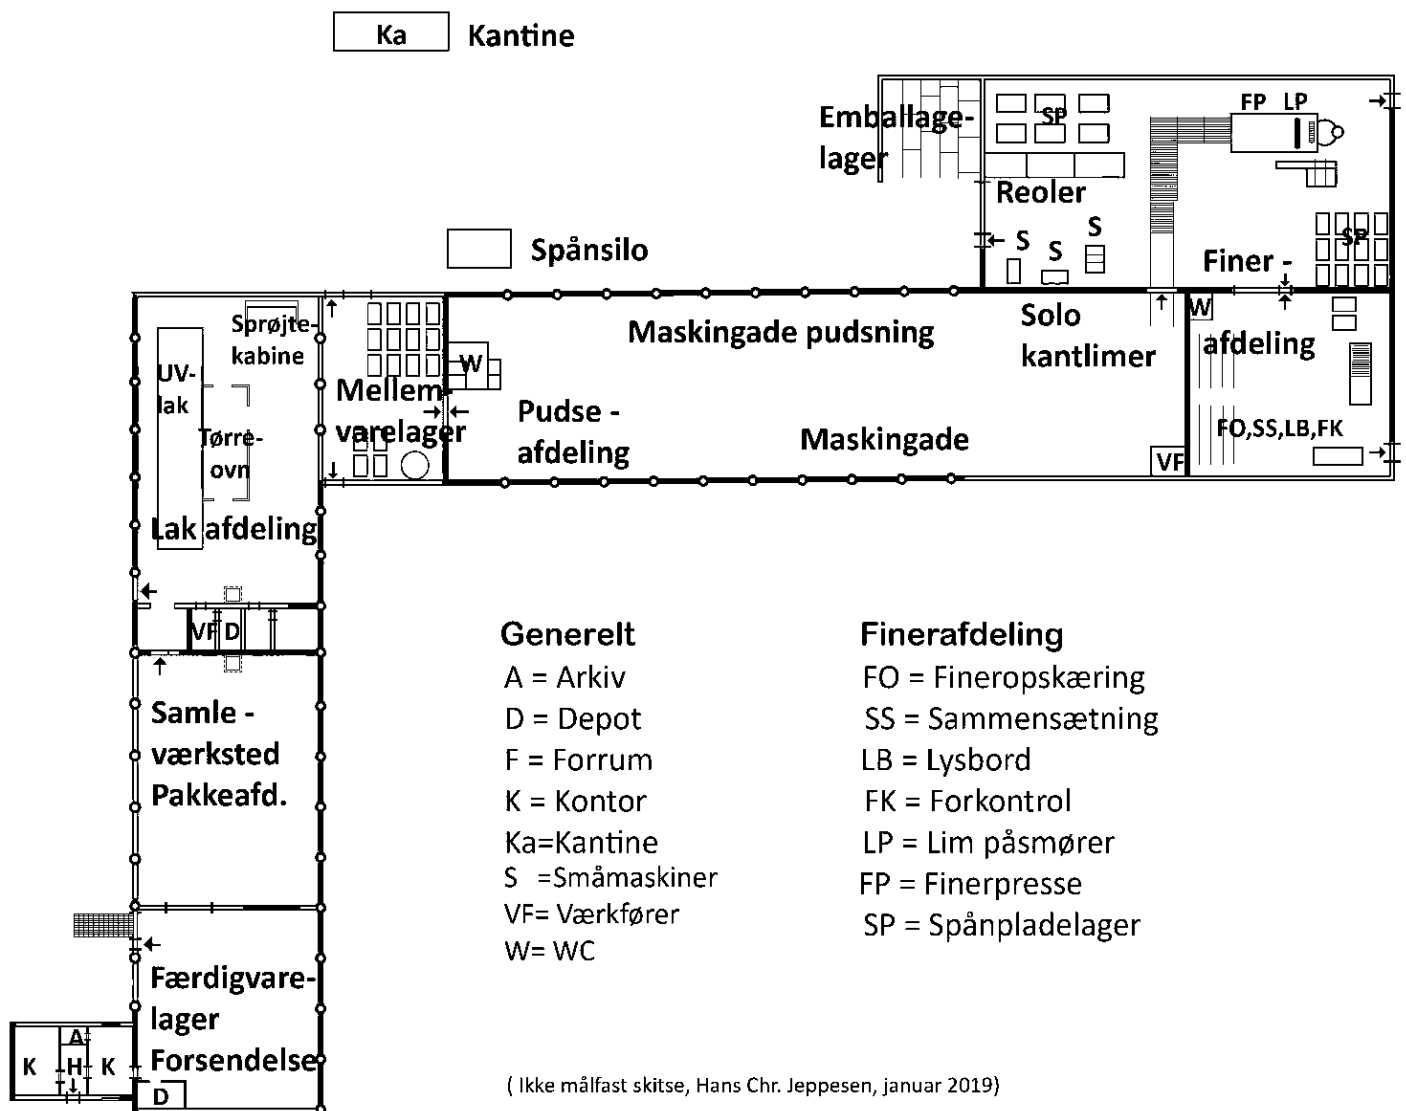 Ka Kantine
FP LP
Emballage-
lager
SP
Reoler
S
S
S
SP
Spånsilo
Finer -
Sprøjte-
kabine
Maskingade pudsning
Solo
kantlimer
W
afdeling
UV-
lak
W
Mellem-
varelager
Pudse -
afdeling
Maskingade
FO,SS,LB,FK
VF
Tørre-
ovn
Lak afdeling
VF D
Generelt
A = Arkiv
D = Depot
F = Forrum
K = Kontor
Ka=Kantine
S =Småmaskiner
VF= Værkfører
W= WC
Finerafdeling
FO = Fineropskæring
SS = Sammensætning
LB = Lysbord
FK = Forkontrol
LP = Lim påsmører
FP = Finerpresse
SP = Spånpladelager
Samle -
værksted
Pakkeafd.
Færdigvare-
lager
Forsendelse
A
K H K
D
( Ikke målfast skitse, Hans Chr. Jeppesen, januar 2019)